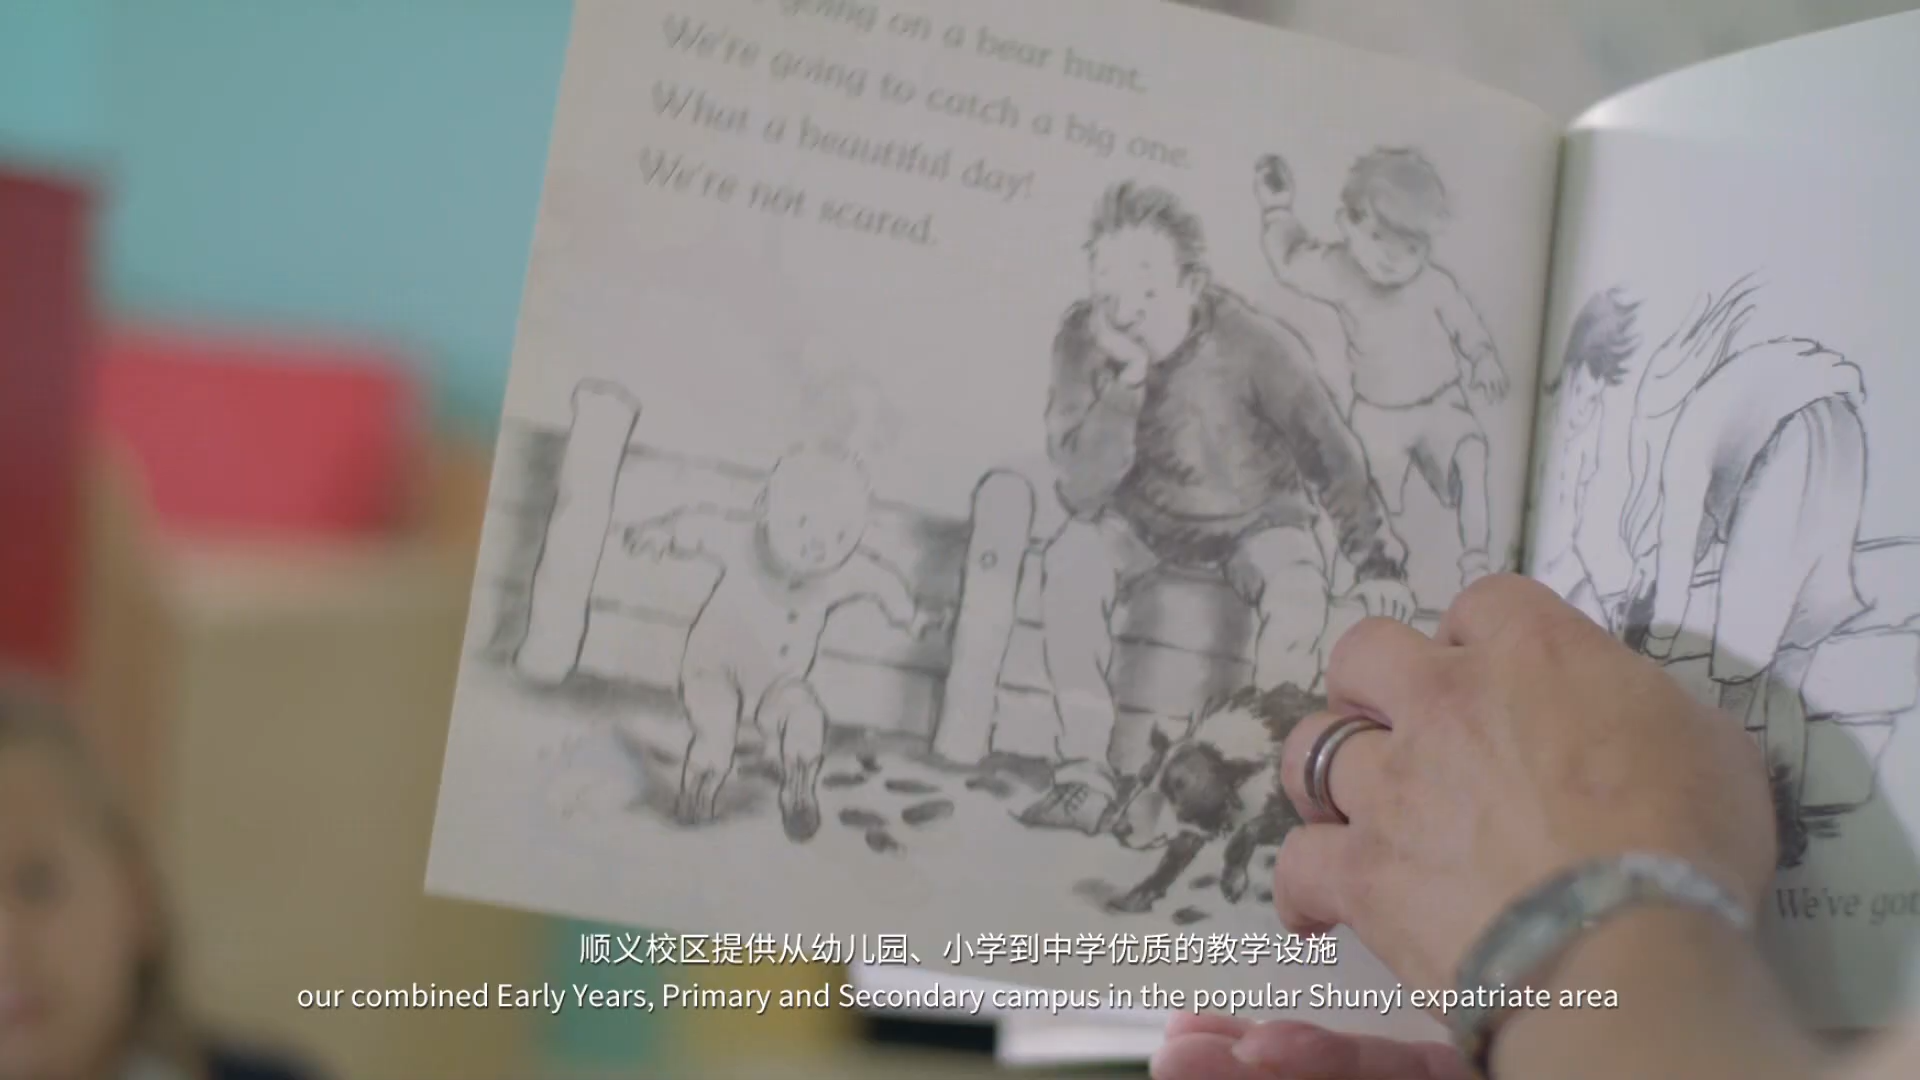 going on a bear hunt.
We're going to catch a big one.
What a beautiful day!
We're not scared.
We've got
顺义校区提供从幼儿园、小学到中学优质的教学设施
our combined Early Years, Primary and Secondary campus in the popular Shunyi expatriate area